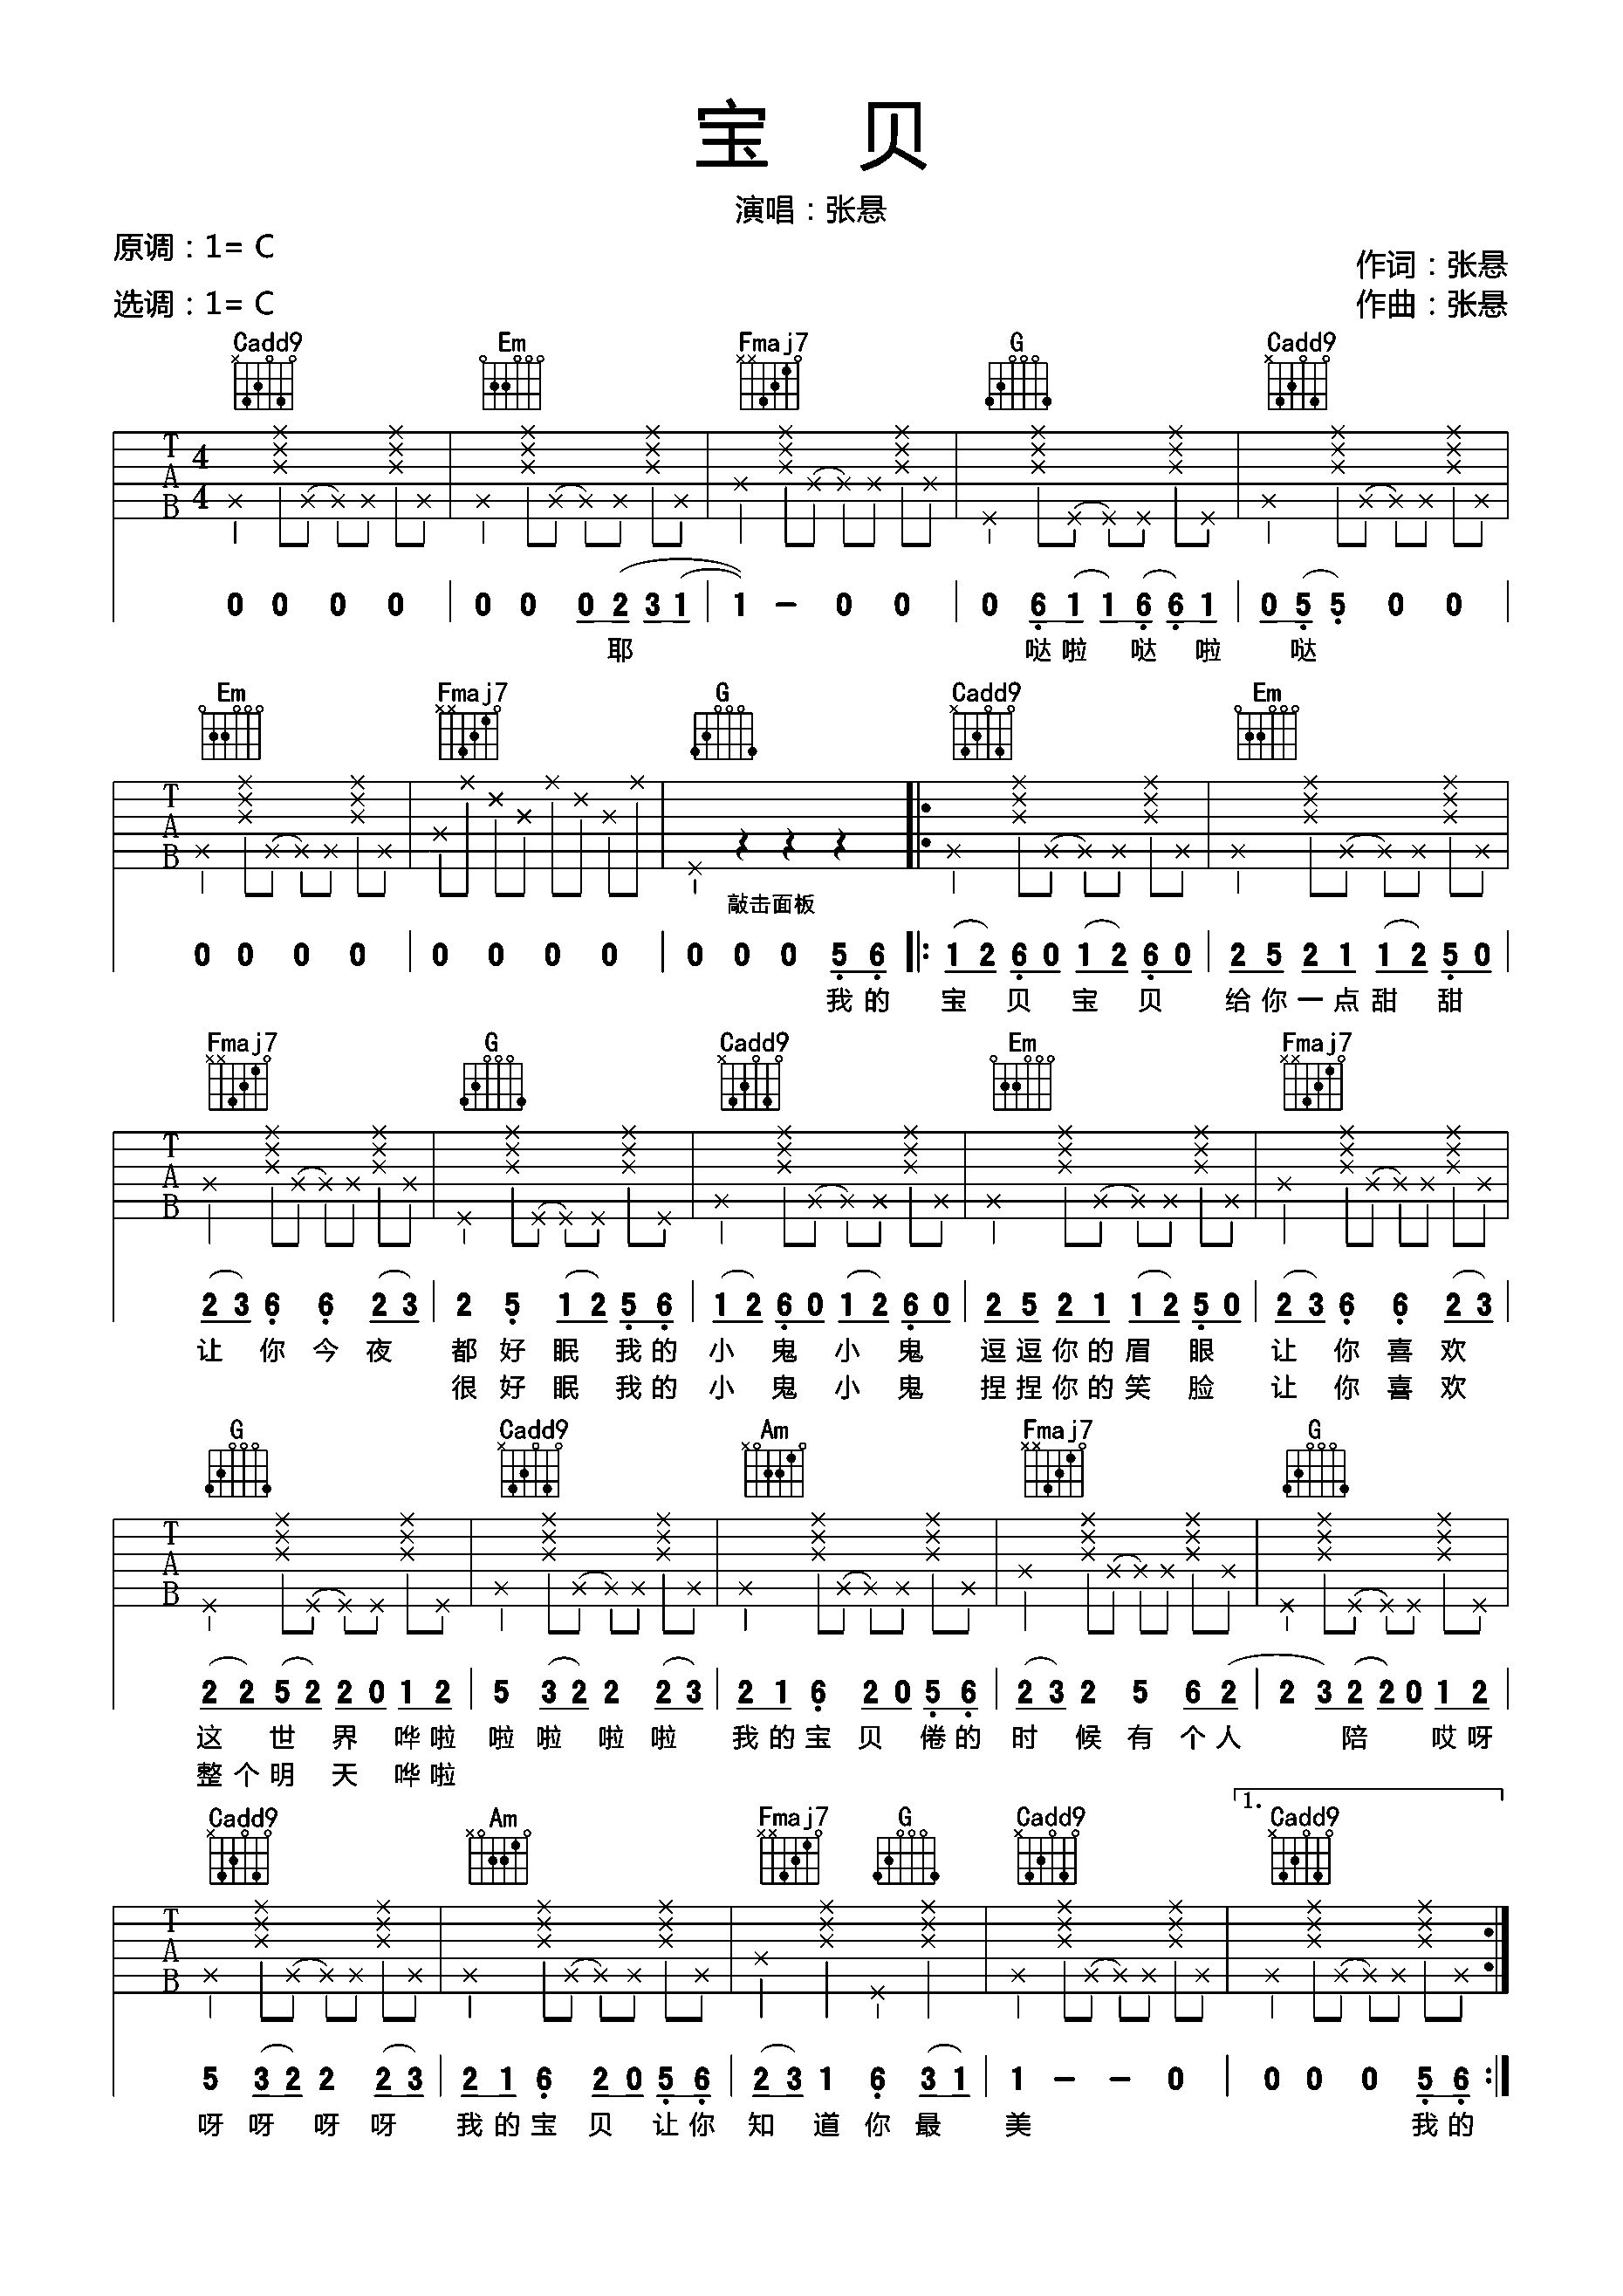 宝 贝
演唱：张悬
原调：1= C
作词：张悬
选调：1= C
作曲：张悬
Cadd9 Em Fmaj7 G Cadd9
T 4
A
B 4
0 0 0 0 | 0 0 0 2 3 1 | 1 - 0 0 | 0 6 1 1 6 6 1 | 0 5 5 0 0 |
耶 哒 啦 哒 啦 哒
Em Fmaj7 G Cadd9 Em
T
A
B
敲击面板
0 0 0 0 | 0 0 0 0 | 0 0 0 5 6 |: 1 2 6 0 1 2 6 0 | 2 5 2 1 1 2 5 0 |
我 的 宝 贝 宝 贝 给 你 一 点 甜 甜
Fmaj7 G Cadd9 Em Fmaj7
T
A
B
2 3 6 6 2 3 | 2 5 1 2 5 6 | 1 2 6 0 1 2 6 0 | 2 5 2 1 1 2 5 0 | 2 3 6 6 2 3 |
让 你 今 夜 都 好 眠 我 的 小 鬼 小 鬼 逗 逗 你 的 眉 眼 让 你 喜 欢
很 好 眠 我 的 小 鬼 小 鬼 捏 捏 你 的 笑 脸 让 你 喜 欢
G Cadd9 Am Fmaj7 G
T
A
B
2 2 5 2 2 0 1 2 | 5 3 2 2 2 3 | 2 1 6 2 0 5 6 | 2 3 2 5 6 2 | 2 3 2 2 0 1 2 |
这 世 界 哗 啦 啦 啦 啦 啦 我 的 宝 贝 倦 的 时 候 有 个 人 陪 哎 呀
整 个 明 天 哗 啦
1.
Cadd9 Am Fmaj7 G Cadd9 Cadd9
T
A
B
5 3 2 2 2 3 | 2 1 6 2 0 5 6 | 2 3 1 6 3 1 | 1 - - 0 | 0 0 0 5 6 :|
呀 呀 呀 呀 我 的 宝 贝 让 你 知 道 你 最 美 我 的